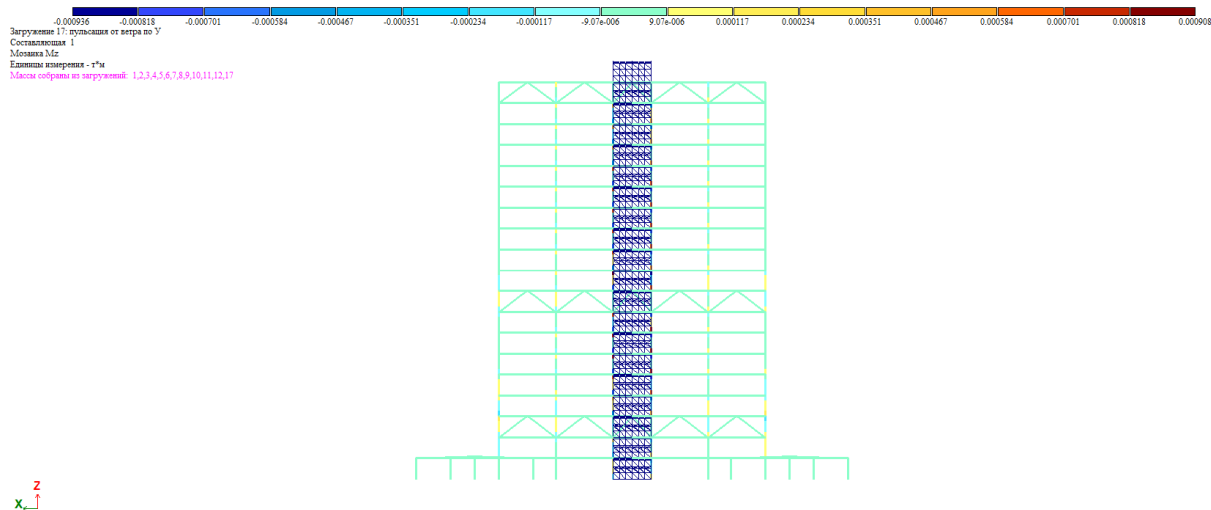 -0.000936 -0.000818 -0.000701 -0.000584 -0.000467 -0.000351 -0.000234 -0.000117 -9.07e-006 9.07e-006 0.000117 0.000234 0.000351 0.000467 0.000584 0.000701 0.000818 0.000908
Загружение 17: пульсация от ветра по У
Составляющая 1
Мозаика Mz
Единицы измерения - т*м
Массы собраны из загружений: 1,2,3,4,5,6,7,8,9,10,11,12,17
Z
X